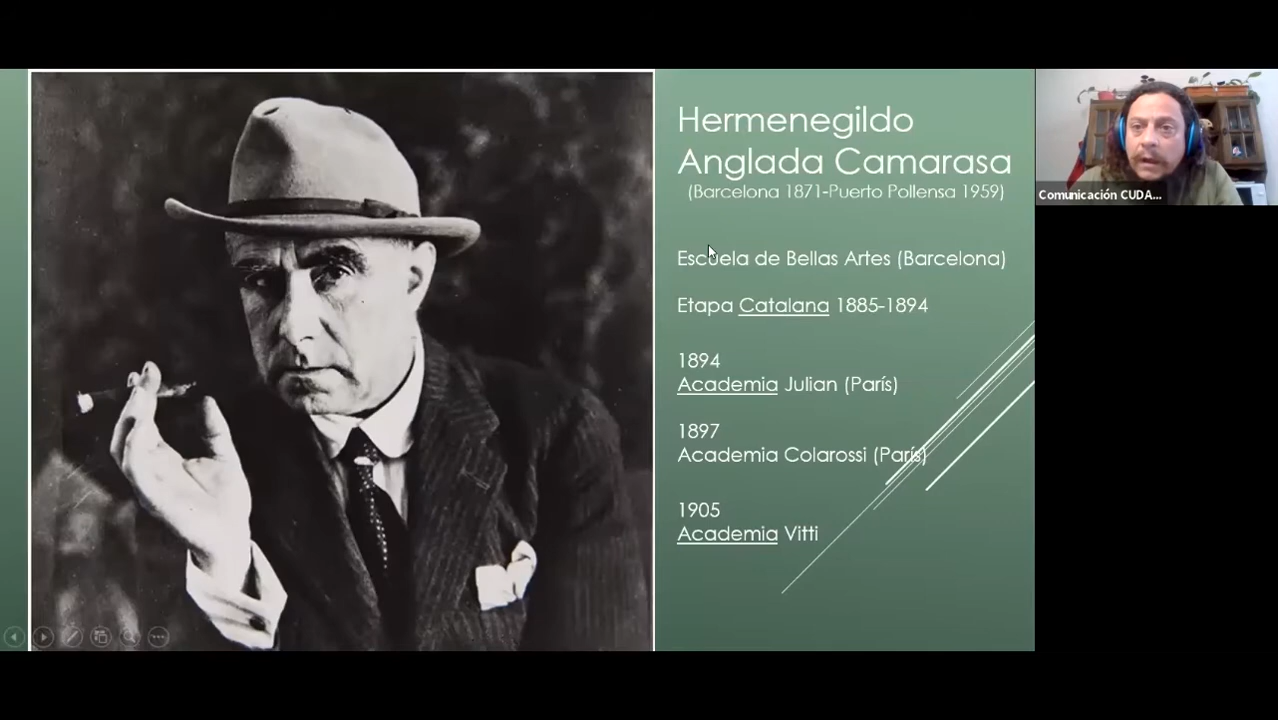 Hermenegildo
Anglada Camarasa
(Barcelona 1871-Puerto Pollensa 1959)
Escuela de Bellas Artes (Barcelona)
Etapa Catalana 1885-1894
1894
Academia Julian (París)
1897
Academia Colarossi (París)
1905
Academia Vitti
Comunicación CUDA...